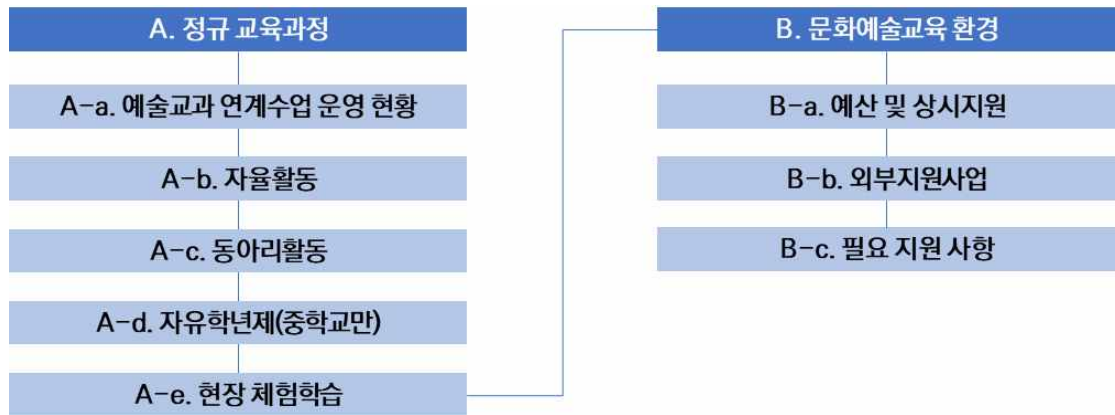 A. 정규 교육과정
A-a. 예술교과 연계수업 운영 현황
A-b. 자율활동
A-c. 동아리활동
A-d. 자유학년제(중학교만)
A-e. 현장 체험학습
B. 문화예술교육 환경
B-a. 예산 및 상시지원
B-b. 외부지원사업
B-c. 필요 지원 사항